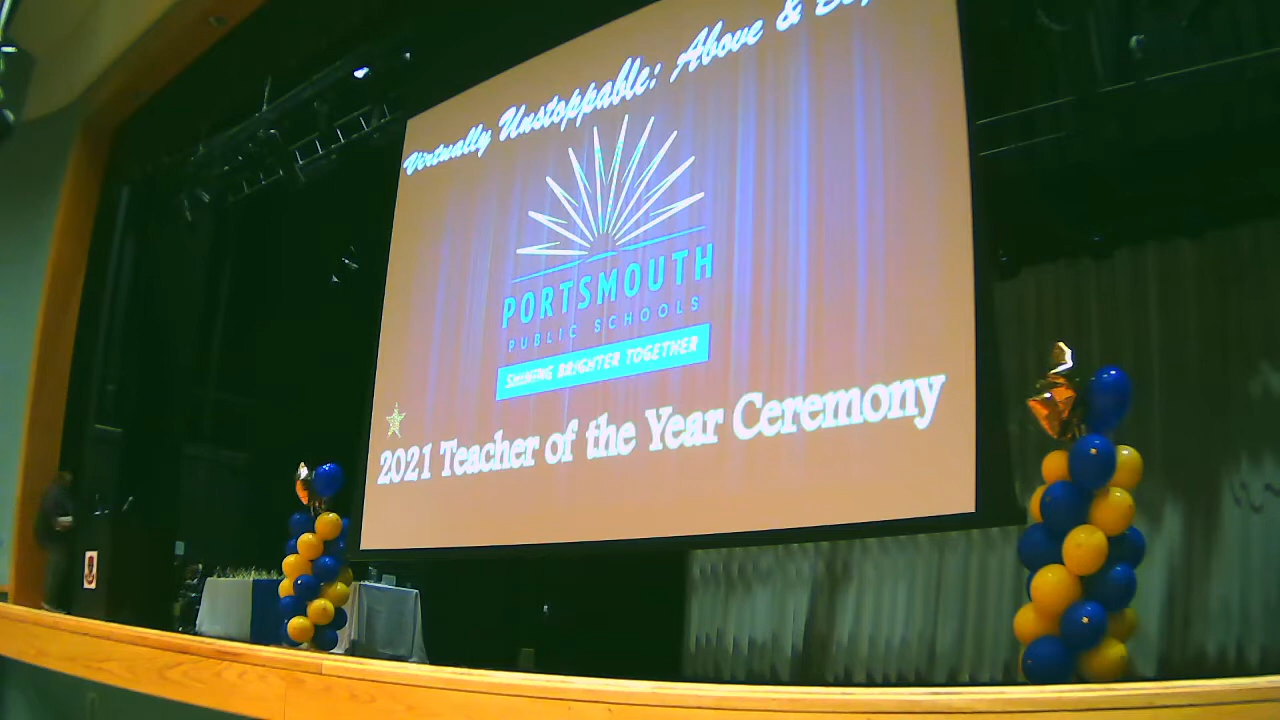 Virtually Unstoppable: Above &
PORTSMOUTH
PUBLIC SCHOOLS
SHINING BRIGHTER TOGETHER
2021 Teacher of the Year Ceremony